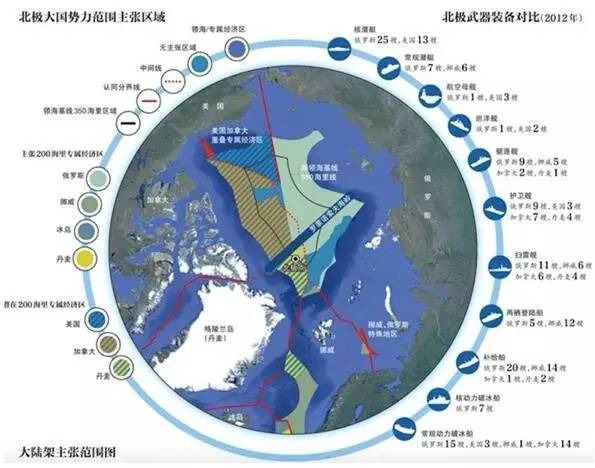 北极大国势力范围主张区域
北极武器装备对比(2012年)
领海/专属经济区
无主张区域
中间线
认同分界线
领海基线350海里区域
主张200海里专属经济区
俄罗斯
挪威
冰岛
丹麦
潜在200海里专属经济区
美国
加拿大
丹麦
大陆架主张范围图
美国
美国加拿大
重叠专属经济区
距领海基线
350海里线
罗蒙诺索夫海岭
俄罗斯
加拿大
格陵兰岛
(丹麦)
挪威
挪威,俄罗斯
特殊地区
冰岛
核潜艇
俄罗斯25艘,美国13艘
常规潜艇
俄罗斯7艘,挪威6艘
航空母舰
俄罗斯1艘,美国3艘
巡洋舰
俄罗斯1艘,美国2艘
驱逐舰
俄罗斯9艘,挪威5艘
加拿大2艘,丹麦1艘
护卫舰
俄罗斯9艘,美国3艘
加拿大7艘,丹麦4艘
扫雷舰
俄罗斯11艘,挪威6艘
加拿大6艘,丹麦4艘
两栖登陆船
俄罗斯5艘,挪威12艘
补给船
俄罗斯20艘,挪威14艘
加拿大1艘,丹麦2艘
核动力破冰船
俄罗斯7艘
常规动力破冰船
俄罗斯15艘,美国3艘,挪威1艘,加拿大14艘